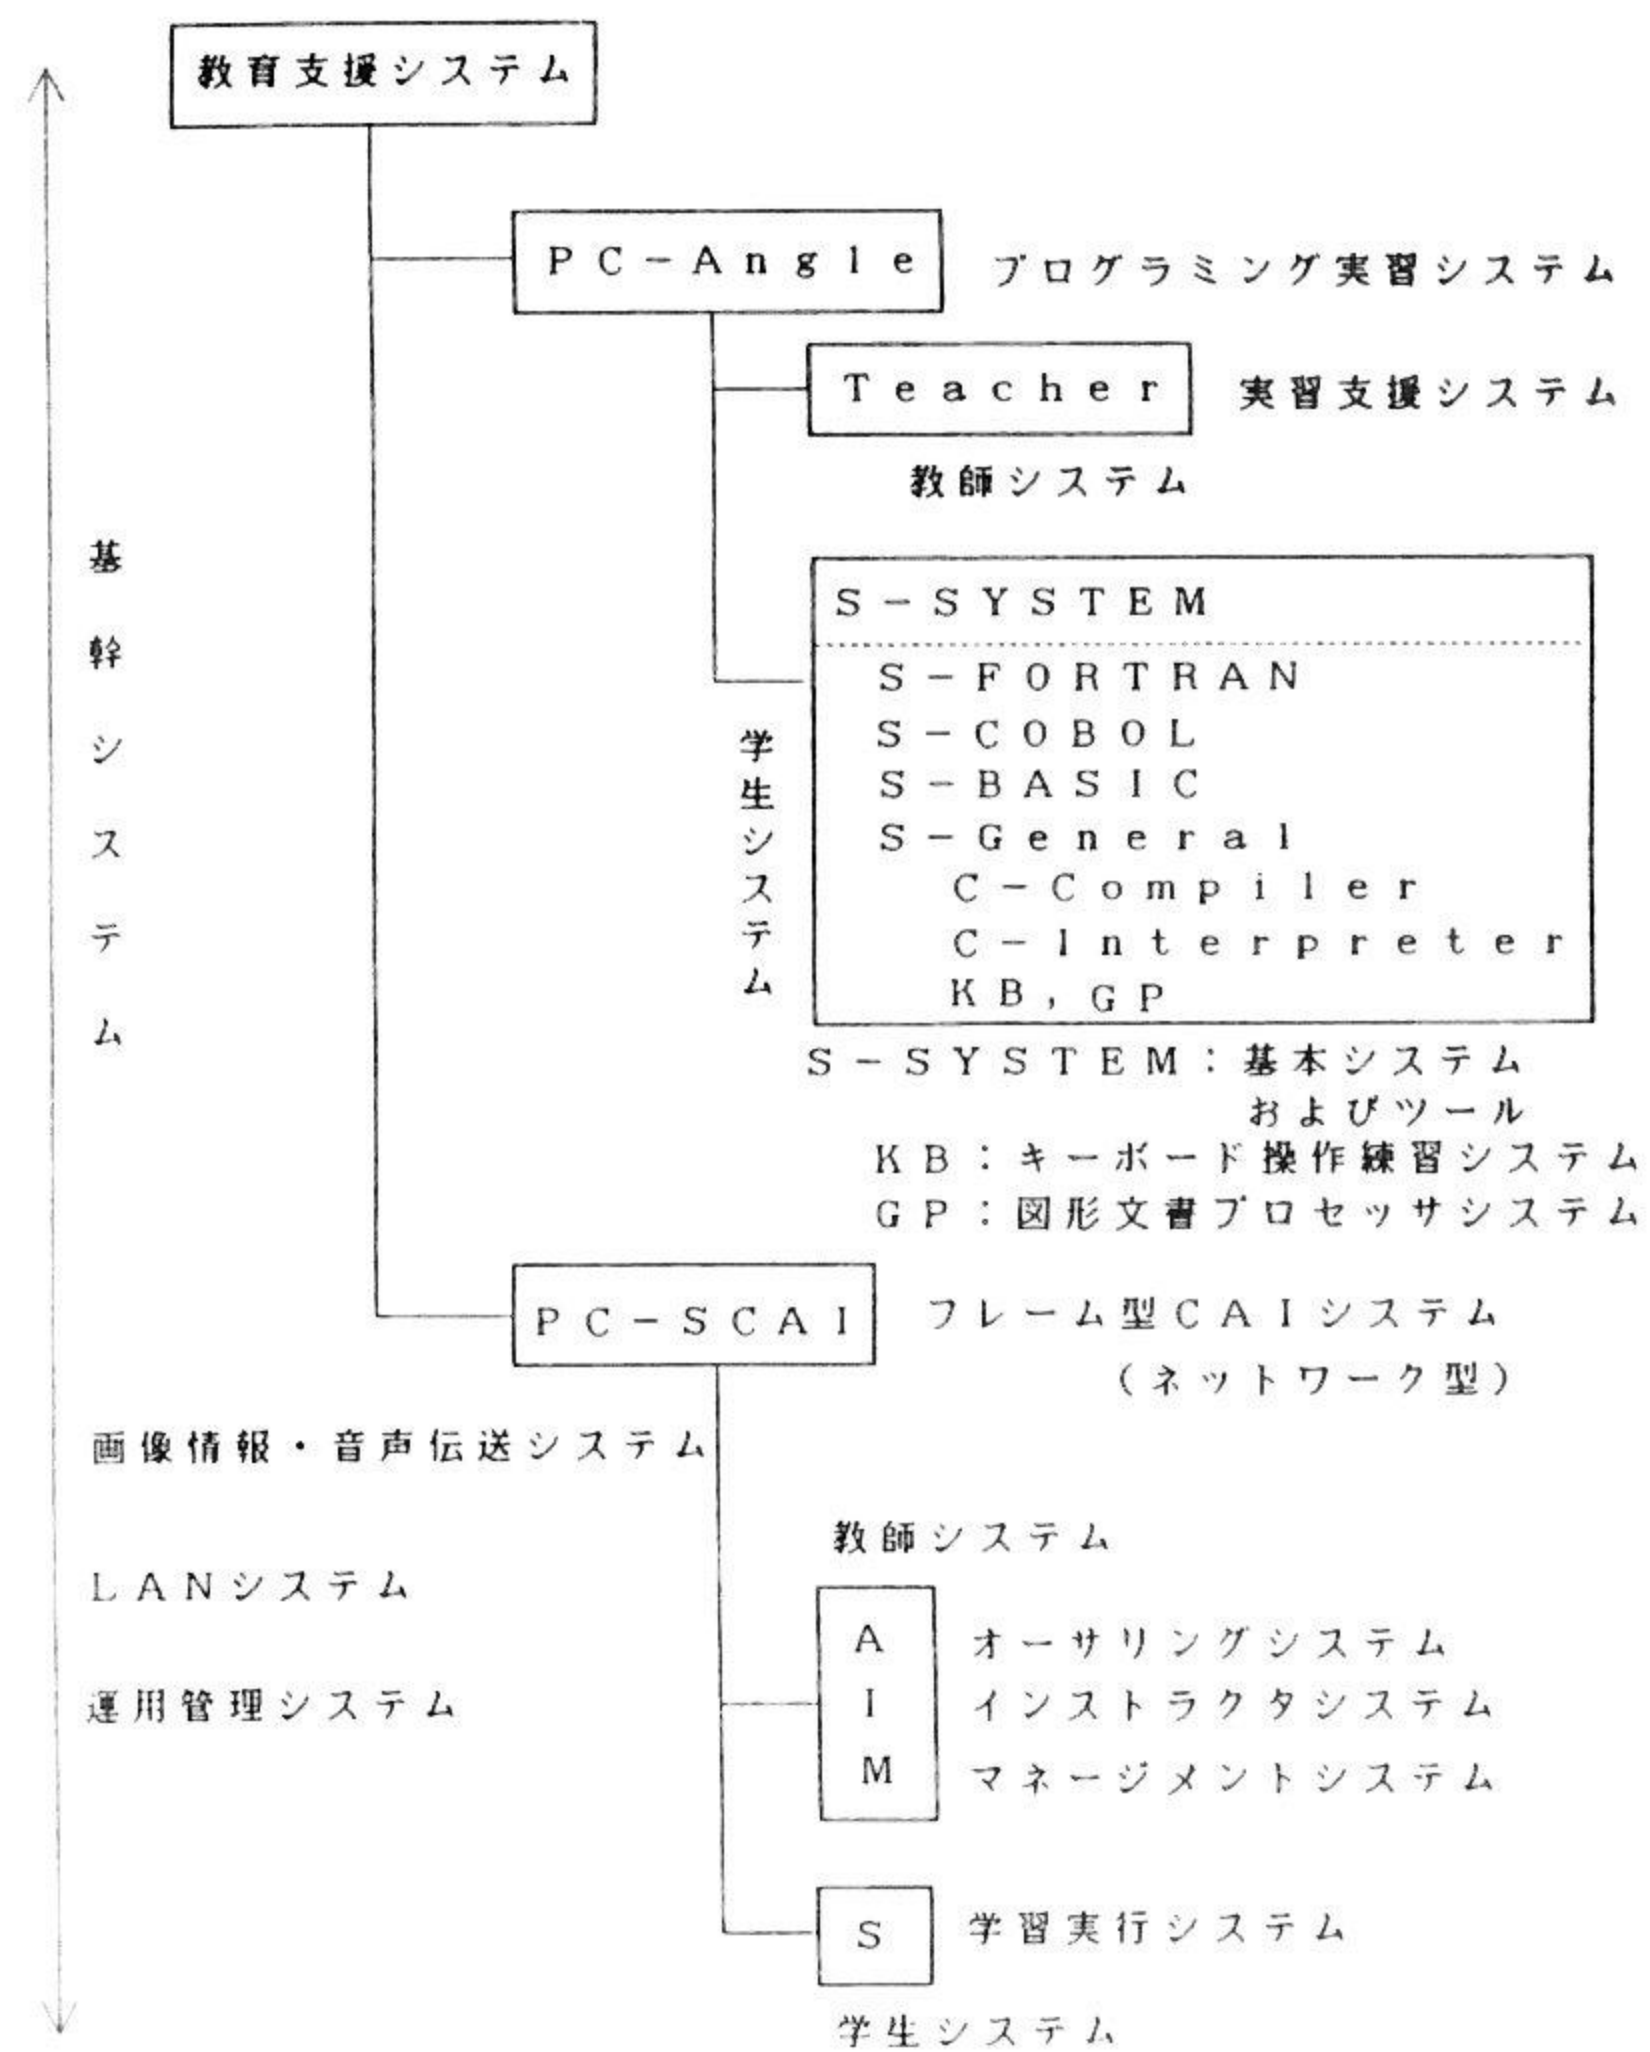 教育支援システム
PC-Angle プログラミング実習システム
Teacher 実習支援システム
教師システム
基幹システム
学生システム
S-SYSTEM
S-FORTRAN
S-COBOL
S-BASIC
S-General
C-Compiler
C-Interpreter
KB, GP
S-SYSTEM:基本システム
およびツール
KB:キーボード操作練習システム
GP:図形文書プロセッサシステム
PC-SCAI フレーム型CAIシステム
(ネットワーク型)
画像情報・音声伝送システム
LANシステム
運用管理システム
教師システム
A オーサリングシステム
I インストラクタシステム
M マネージメントシステム
S 学習実行システム
学生システム